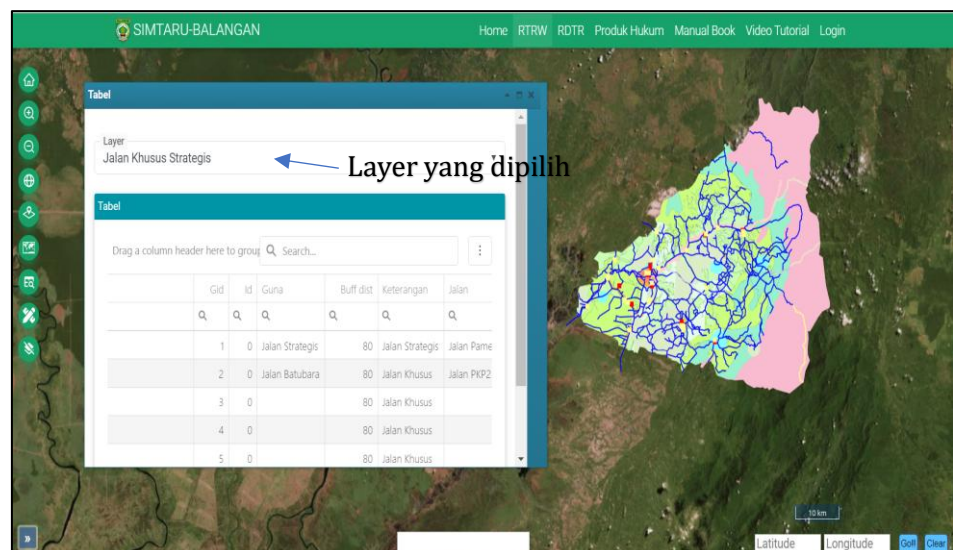 SIMTARU-BALANGAN
Home RTRW RDTR Produk Hukum Manual Book Video Tutorial Login
Tabel
Layer
Jalan Khusus Strategis
Layer yang dipilih
Tabel
Drag a column header here to group Search...
Gid Id Guna Buff dist Keterangan Jalan
1 0 Jalan Strategis 80 Jalan Strategis Jalan Pame
2 0 Jalan Batubara 80 Jalan Khusus Jalan PKP2
3 0 80 Jalan Khusus
4 0 80 Jalan Khusus
5 0 80 Jalan Khusus
10 km
Latitude Longitude Go!! Clear